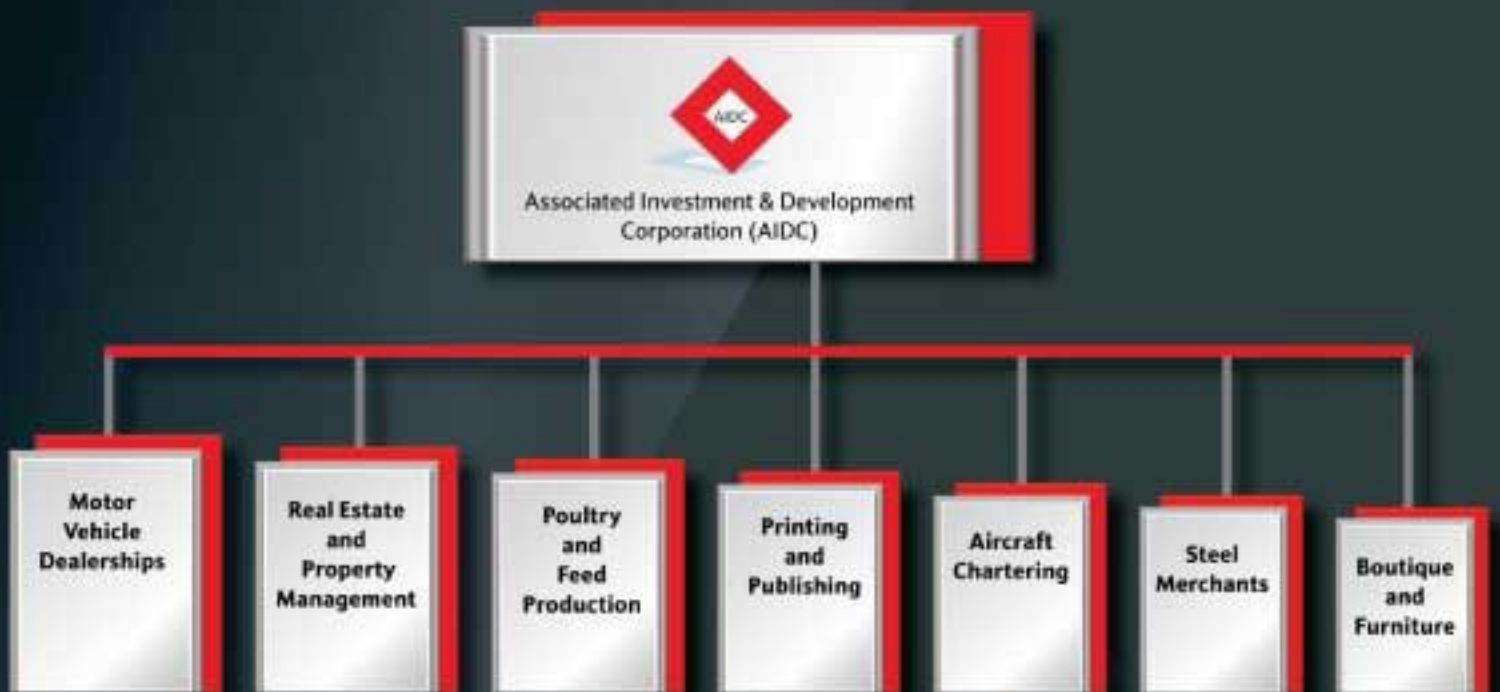 AIDC
Associated Investment & Development
Corporation (AIDC)
Motor
Vehicle
Dealerships
Real Estate
and
Property
Management
Poultry
and
Feed
Production
Printing
and
Publishing
Aircraft
Chartering
Steel
Merchants
Boutique
and
Furniture